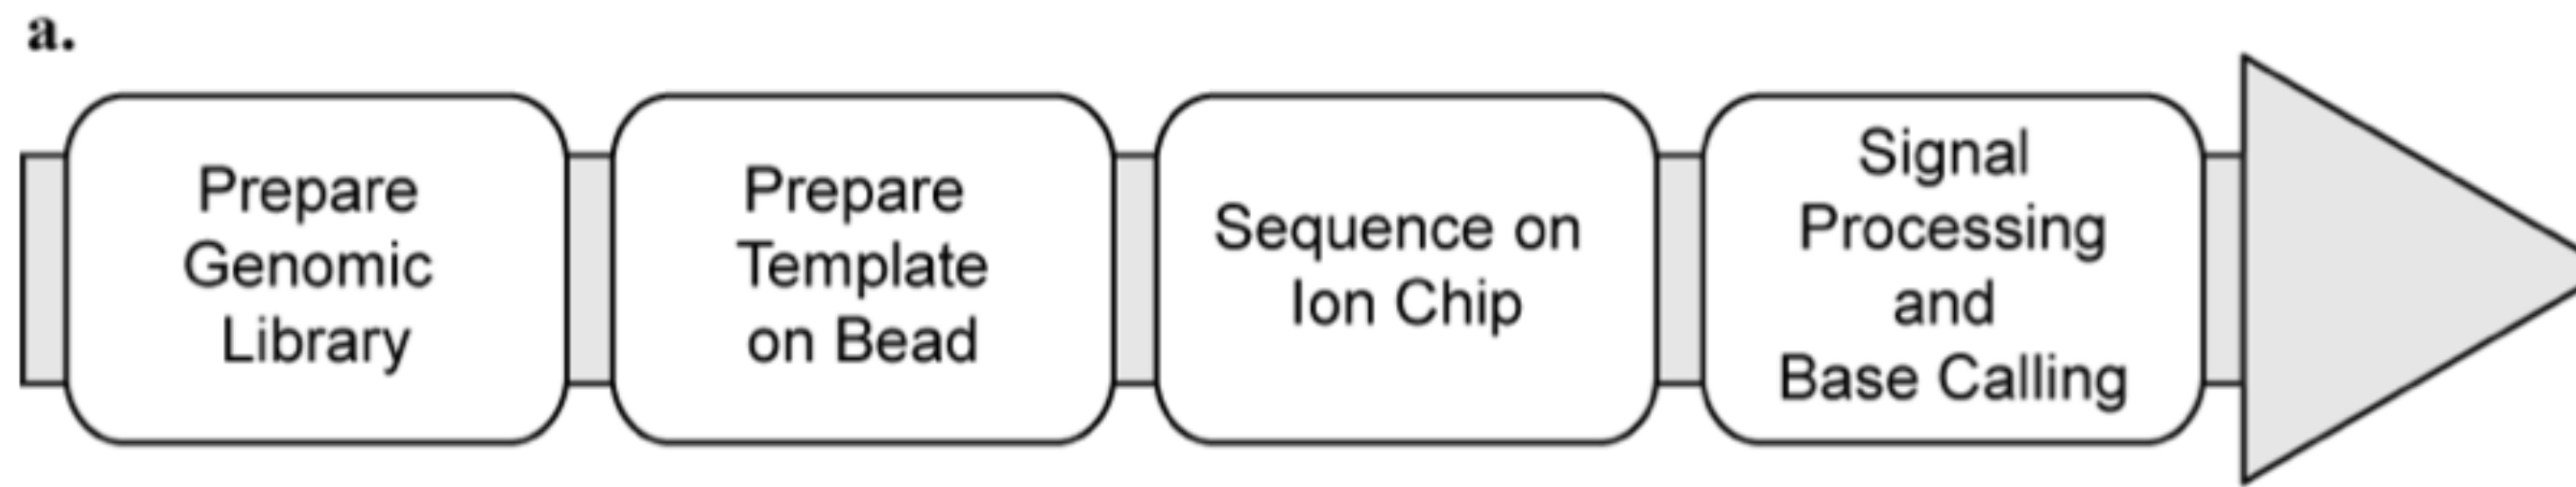 a.
Prepare
Genomic
Library
Prepare
Template
on Bead
Sequence on
Ion Chip
Signal
Processing
and
Base Calling